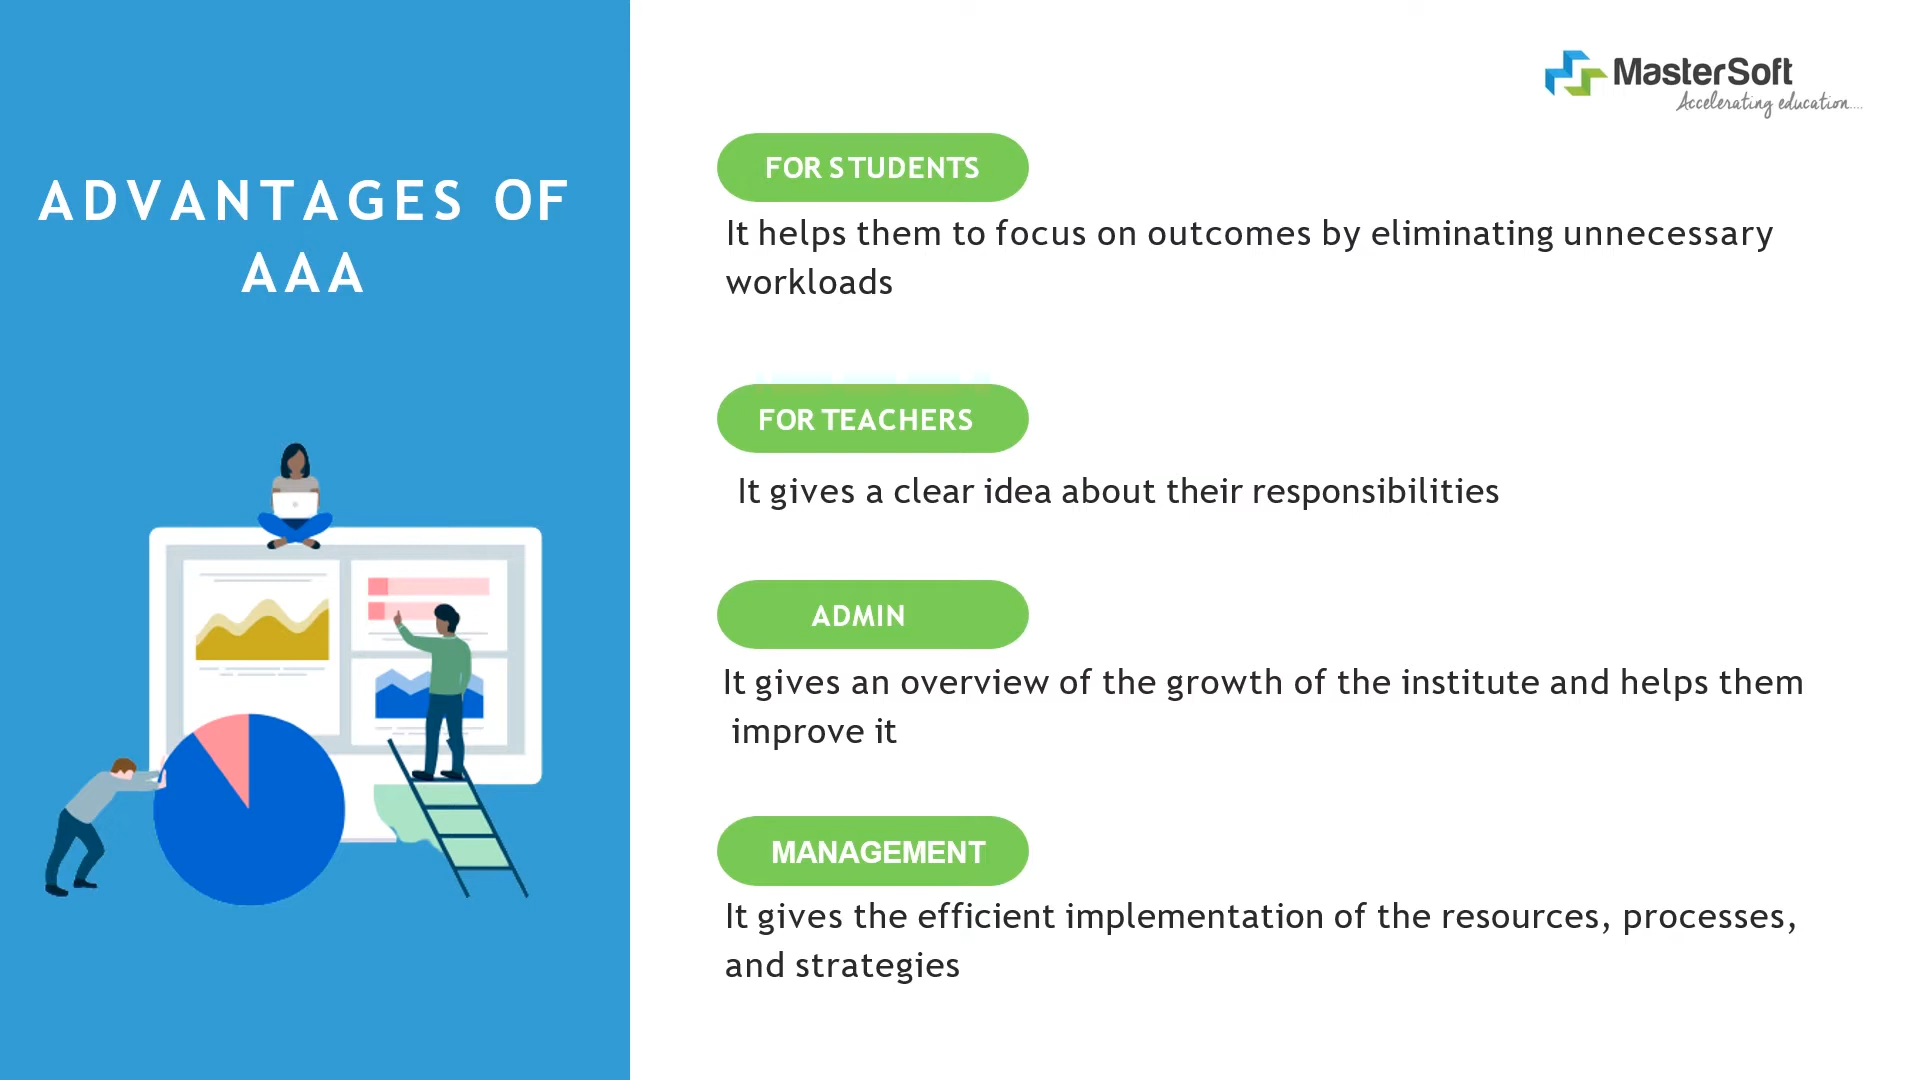 ADVANTAGES OF
AAA
MasterSoft
Accelerating education....
FOR STUDENTS
It helps them to focus on outcomes by eliminating unnecessary
workloads
FOR TEACHERS
It gives a clear idea about their responsibilities
ADMIN
It gives an overview of the growth of the institute and helps them
improve it
MANAGEMENT
It gives the efficient implementation of the resources, processes,
and strategies